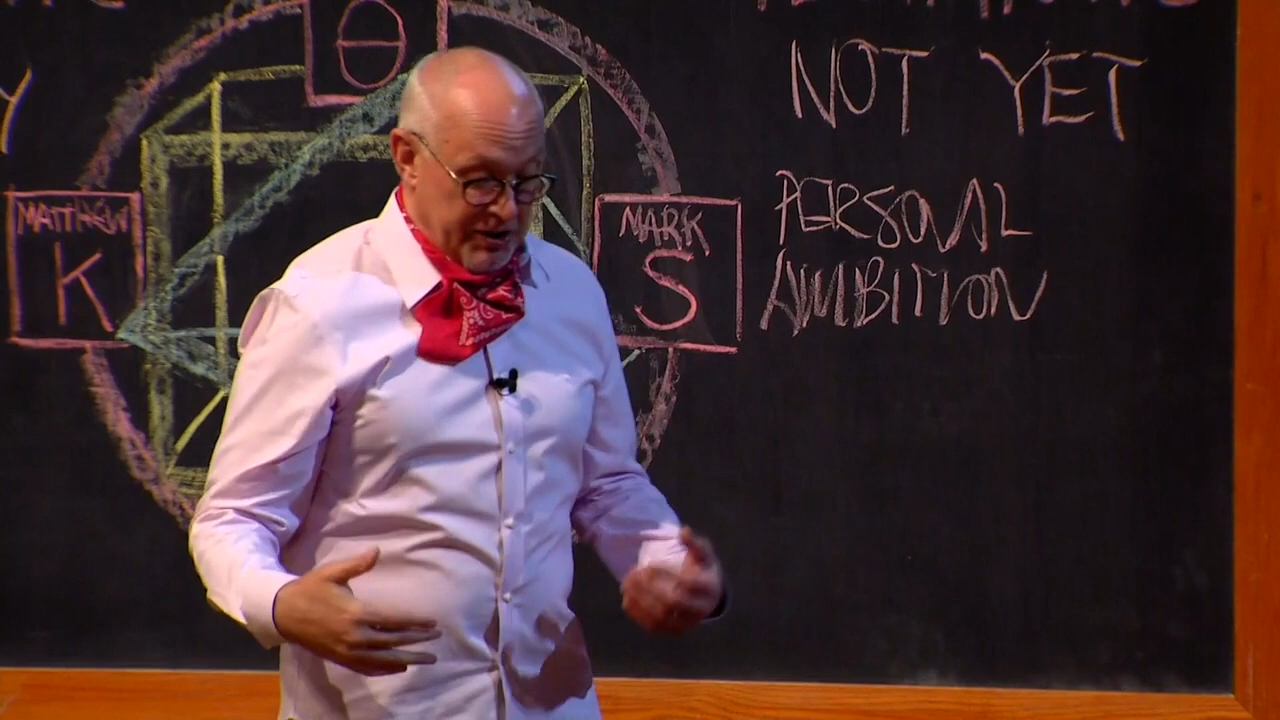 θ
Y
NOT YET
MATTHEW
K
MARK
S
PERSONAL
AMBITION